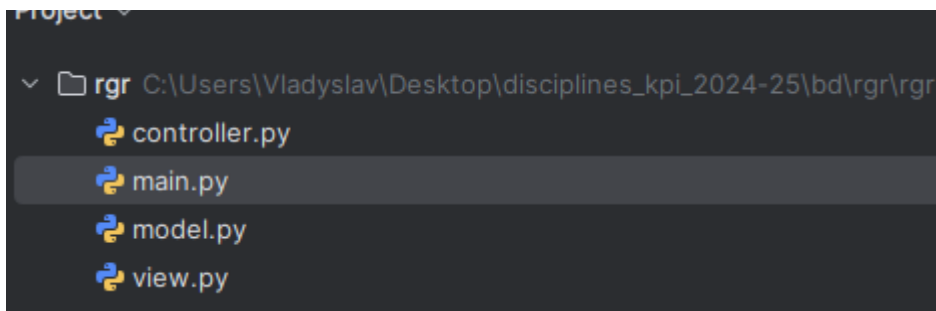 Project
rgr C:\Users\Vladyslav\Desktop\disciplines_kpi_2024-25\bd\rgr\rgr
controller.py
main.py
model.py
view.py